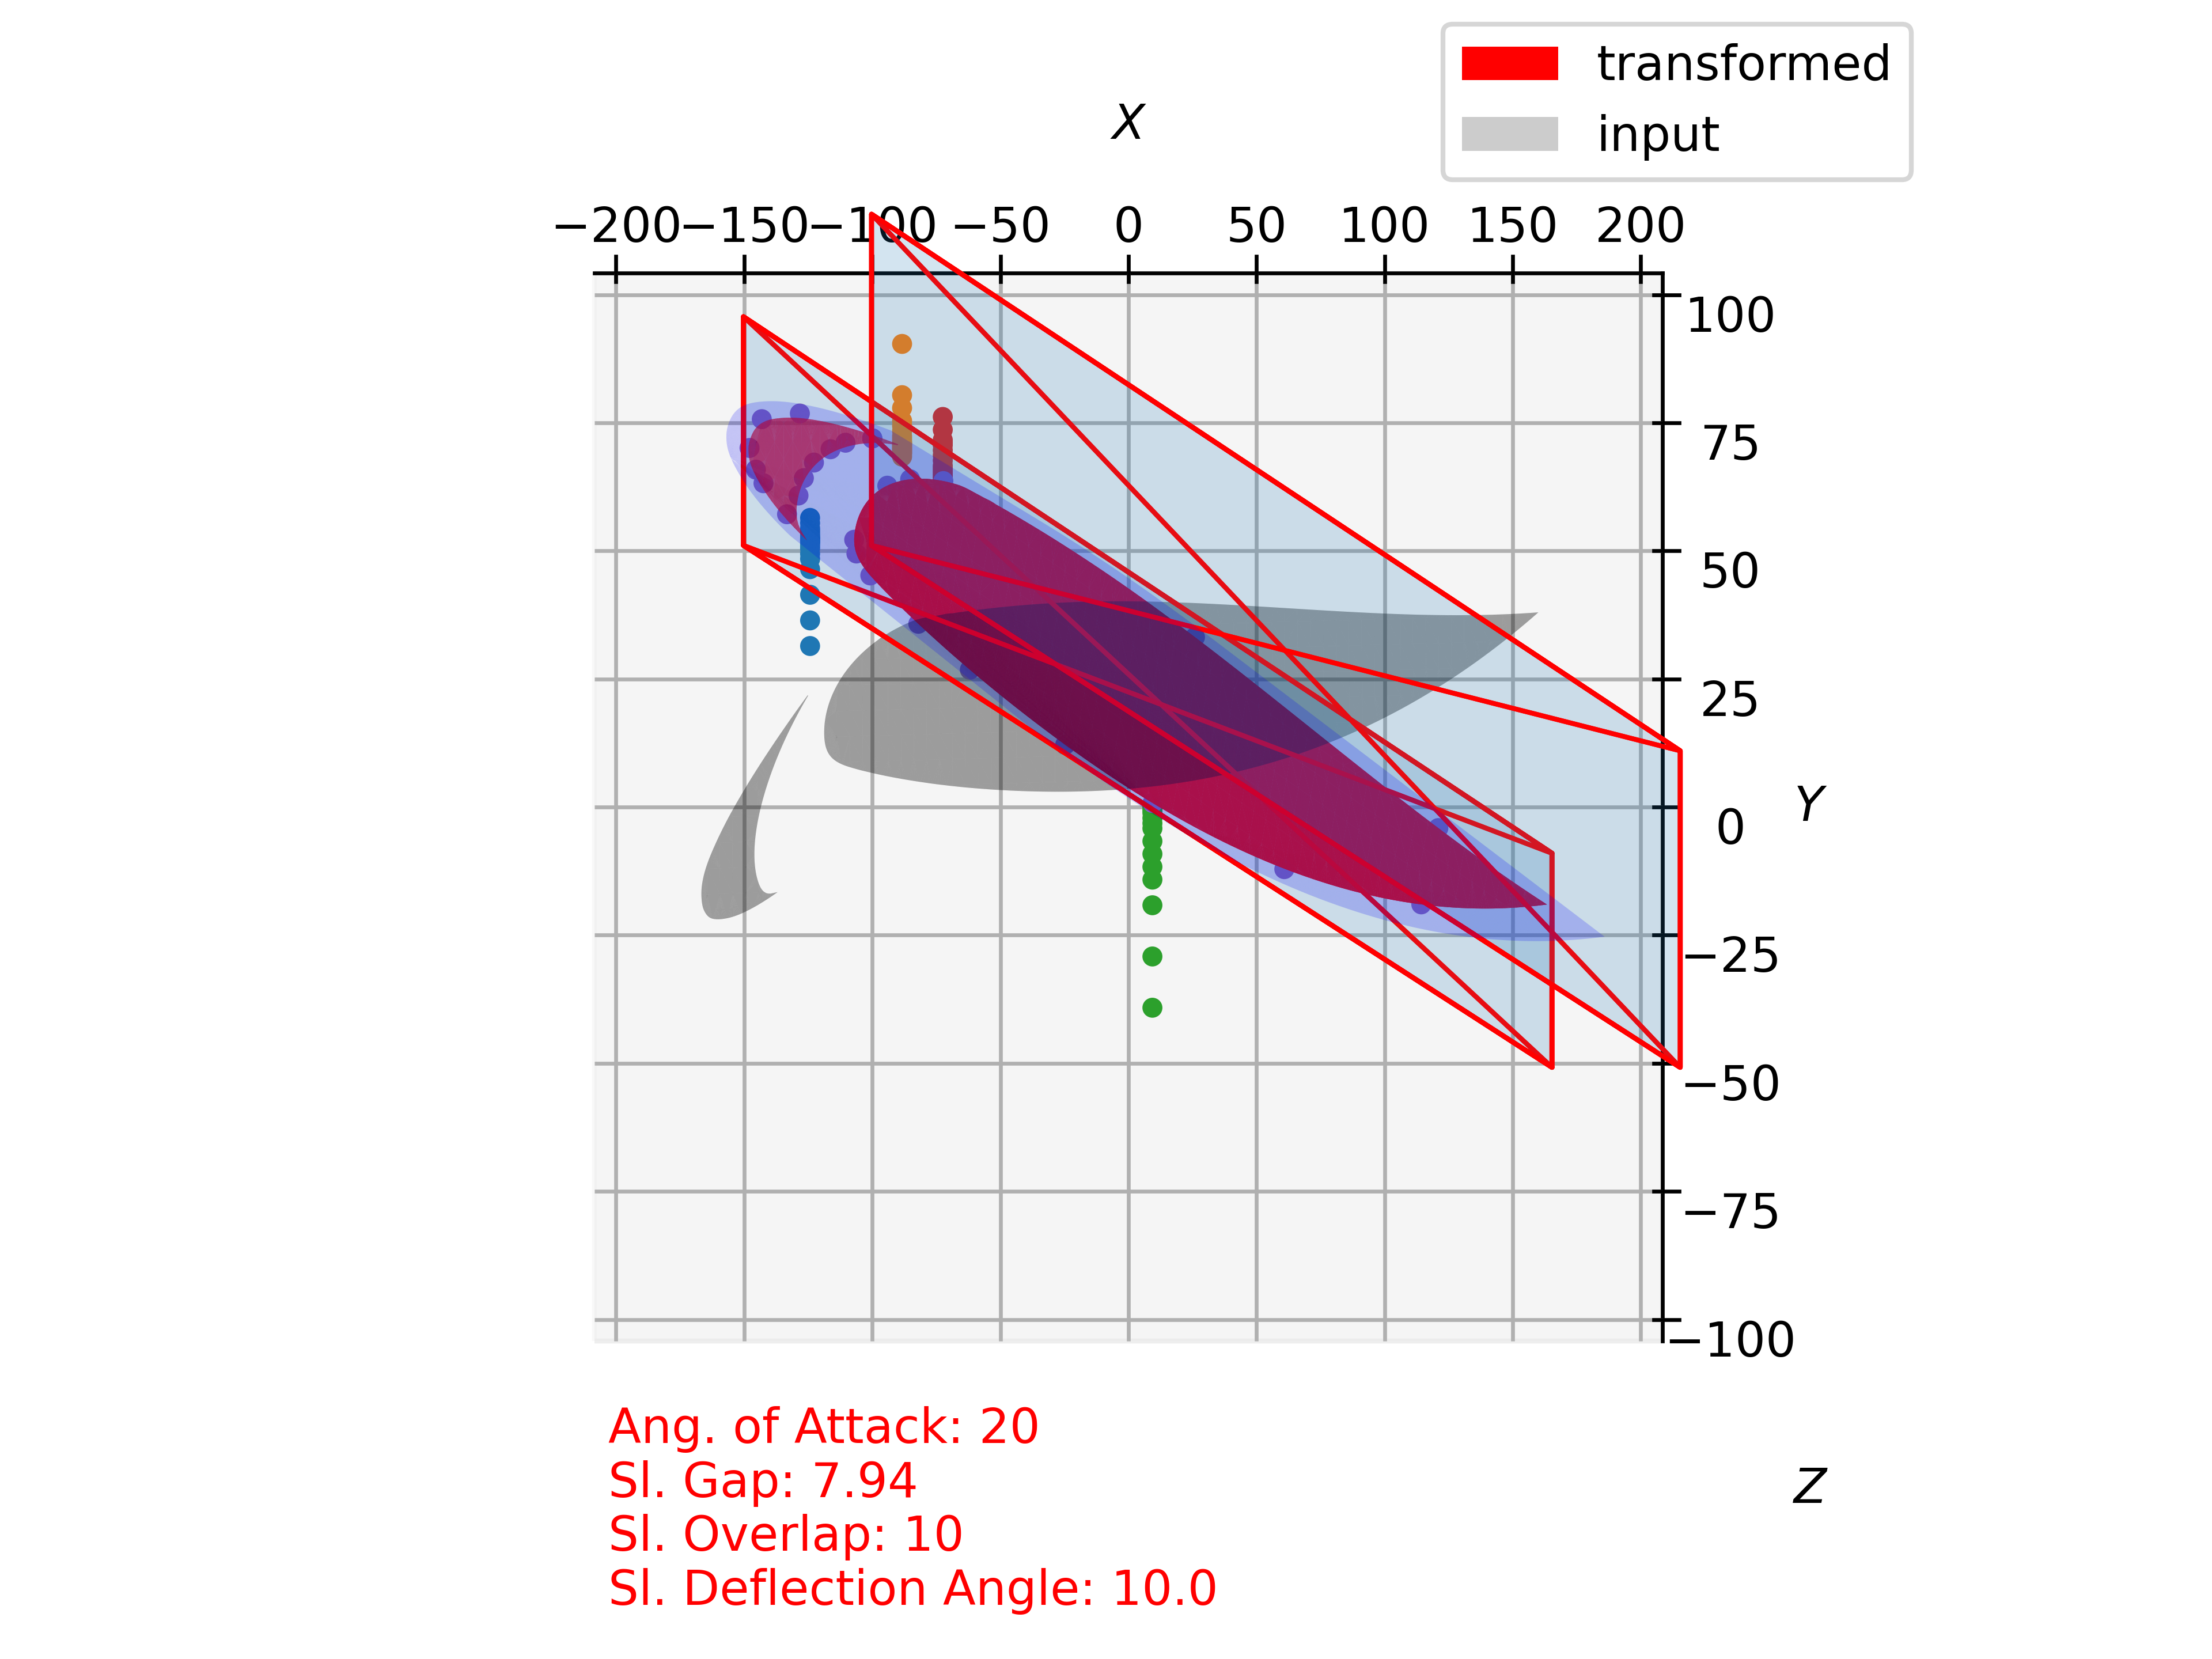 transformed
input
X
−200 −150 −100 −50 0 50 100 150 200
100
75
50
25
0
Y
−25
−50
−75
−100
Ang. of Attack: 20
Sl. Gap: 7.94
Z
Sl. Overlap: 10
Sl. Deflection Angle: 10.0